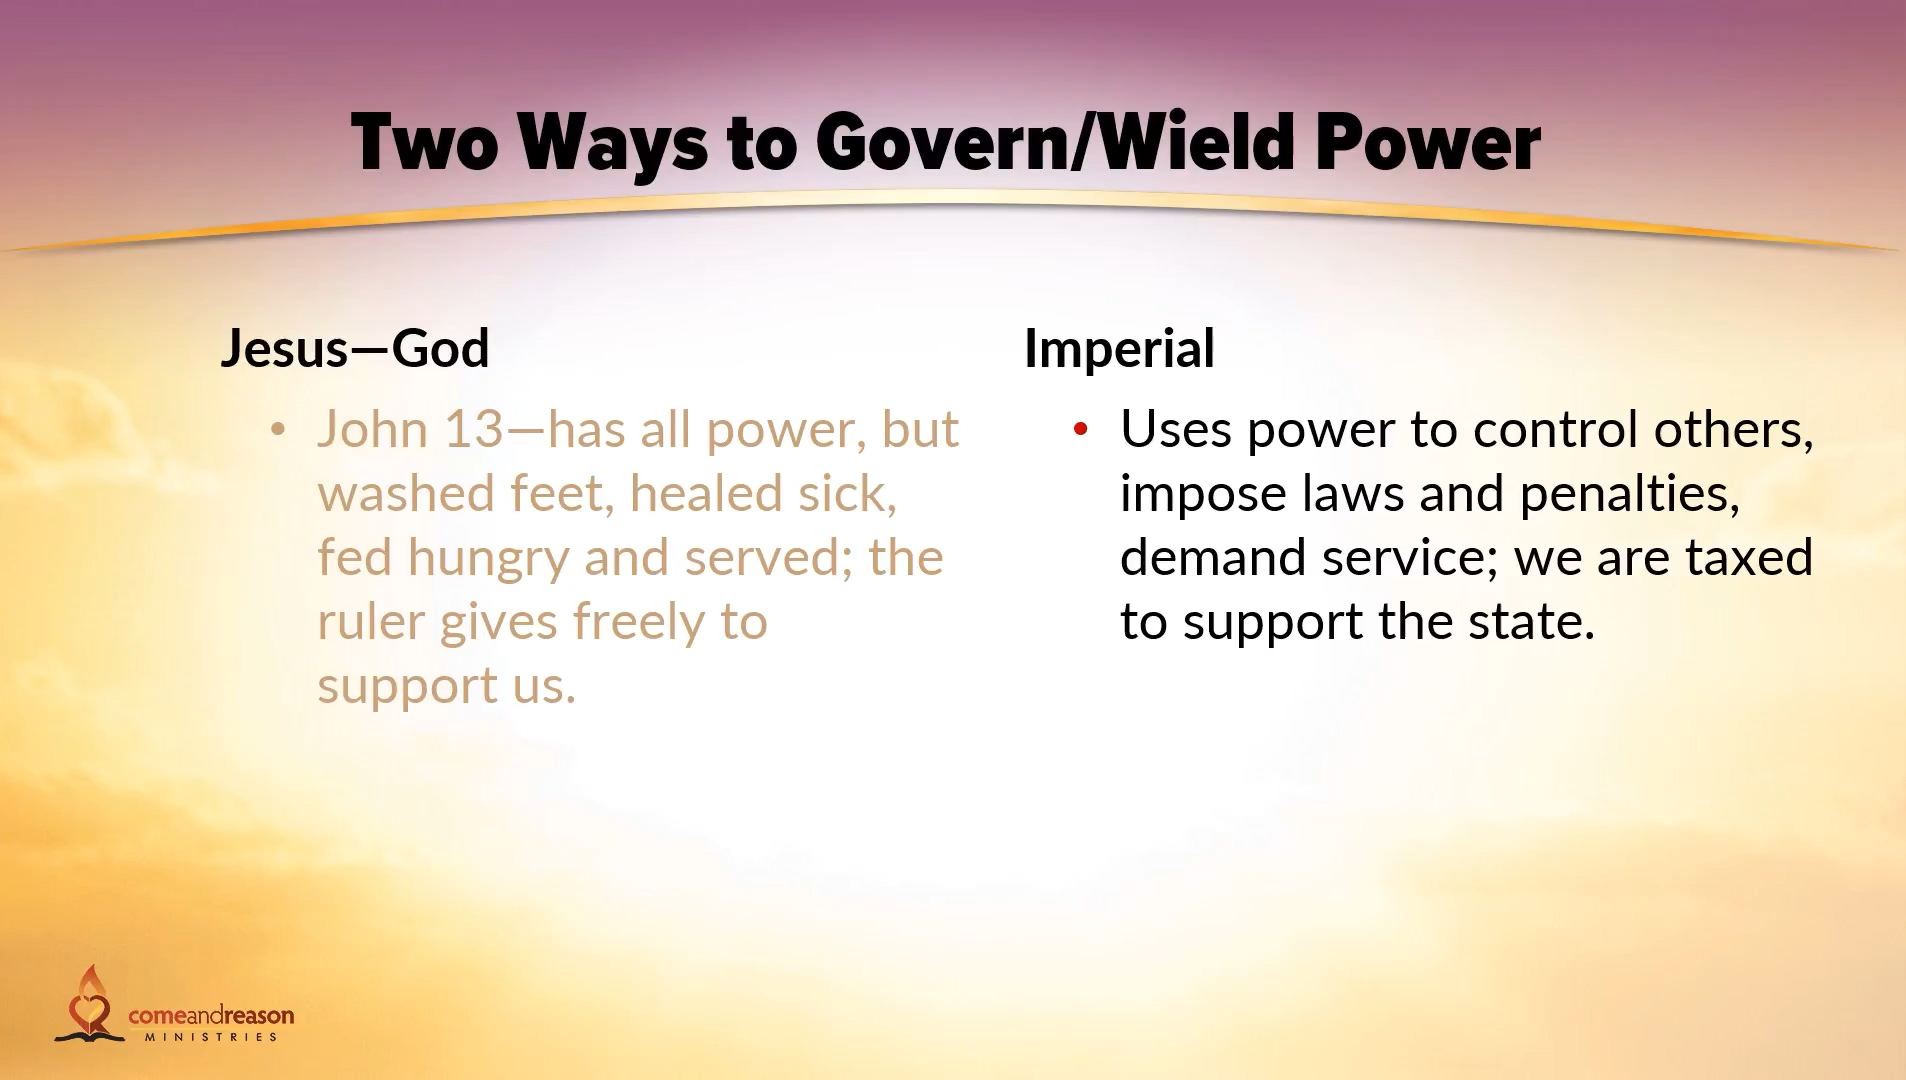 Two Ways to Govern/Wield Power
Jesus—God
• John 13—has all power, but
washed feet, healed sick,
fed hungry and served; the
ruler gives freely to
support us.
Imperial
• Uses power to control others,
impose laws and penalties,
demand service; we are taxed
to support the state.
comeandreason
MINISTRIES